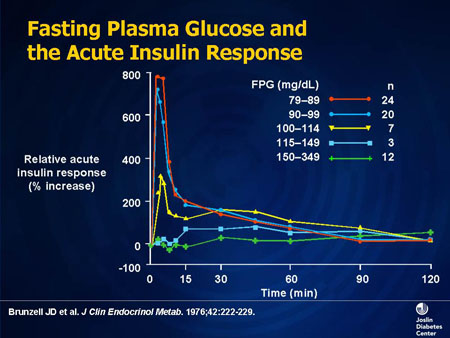 Fasting Plasma Glucose and
the Acute Insulin Response
Relative acute
insulin response
(% increase)
800
600
400
200
0
-100
0 15 30 60 90 120
Time (min)
FPG (mg/dL) n
79–89 24
90–99 20
100–114 7
115–149 3
150–349 12
Brunzell JD et al. J Clin Endocrinol Metab. 1976;42:222-229.
Joslin
Diabetes
Center